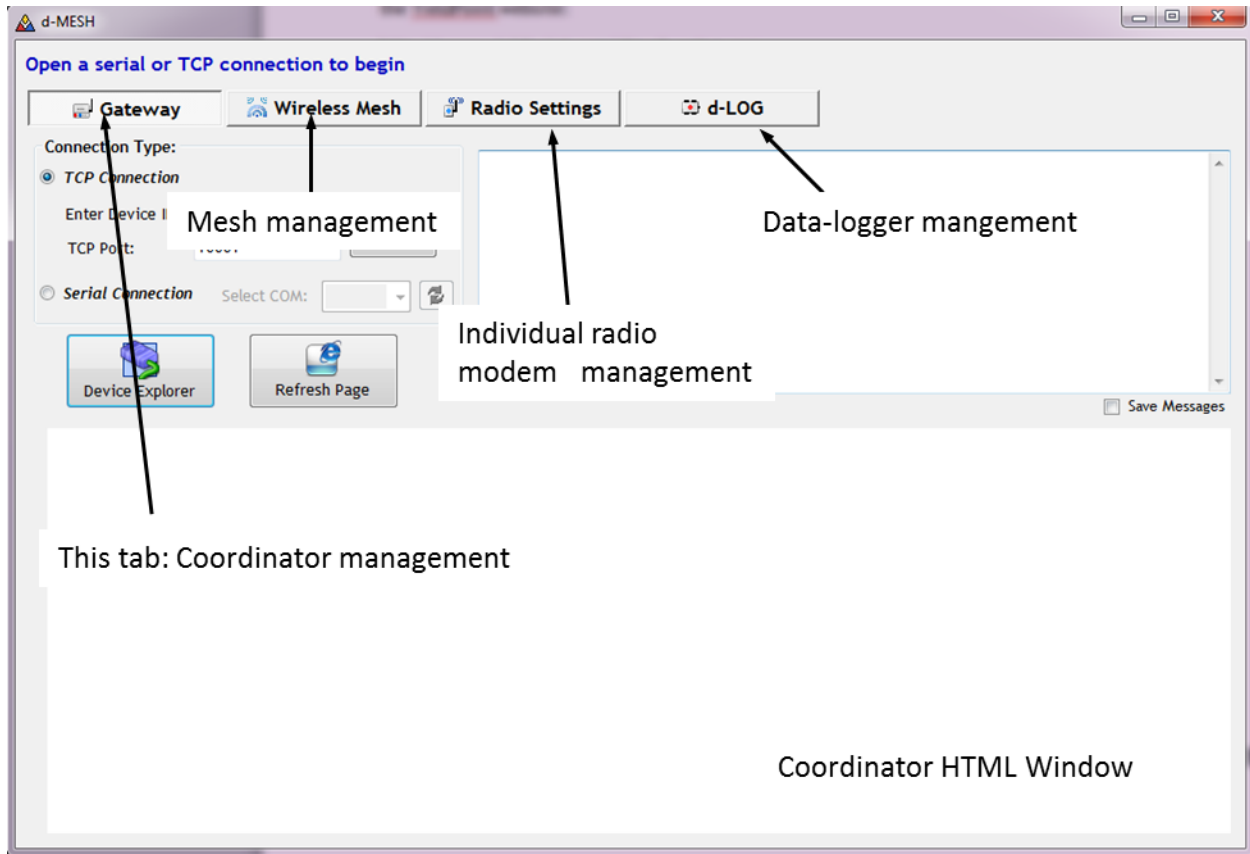 d-MESH
Open a serial or TCP connection to begin
Gateway
Wireless Mesh
Radio Settings
d-LOG
Connection Type:
TCP Connection
Enter Device
TCP Port:
Mesh management
Data-logger mangement
Serial Connection
Select COM:
Individual radio
modem management
Device Explorer
Refresh Page
Save Messages
This tab: Coordinator management
Coordinator HTML Window